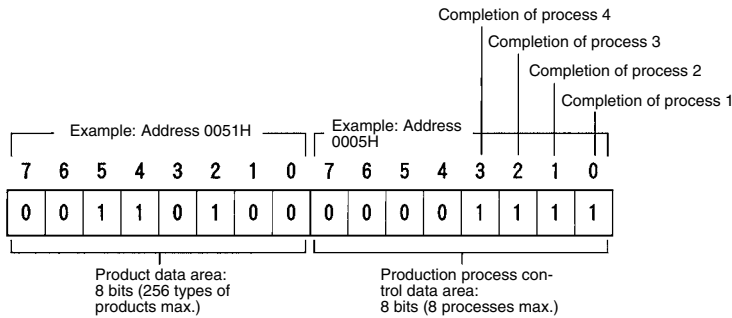 Completion of process 4
Completion of process 3
Completion of process 2
Completion of process 1
Example: Address 0051H
Example: Address
0005H
7 6 5 4 3 2 1 0 7 6 5 4 3 2 1 0
0 0 1 1 0 1 0 0 0 0 0 0 1 1 1 1
Product data area:
8 bits (256 types of
products max.)
Production process con-
trol data area:
8 bits (8 processes max.)